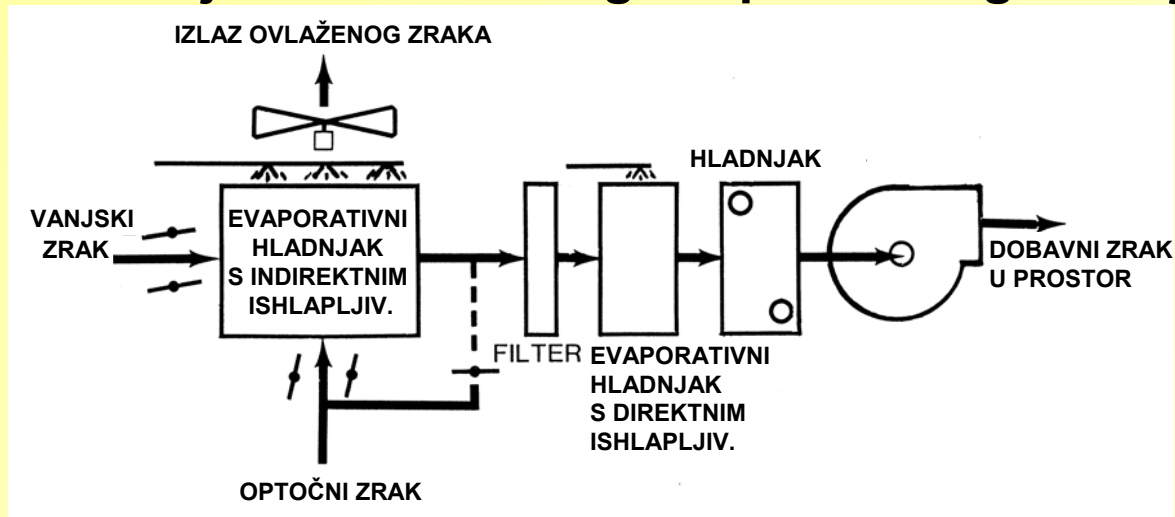 IZLAZ OVLAŽENOG ZRAKA
HLADNJAK
VANJSKI
ZRAK
EVAPORATIVNI
HLADNJAK
S INDIREKTNIM
ISHLAPLJIV.
DOBAVNI ZRAK
U PROSTOR
FILTER
EVAPORATIVNI
HLADNJAK
S DIREKTNIM
ISHLAPLJIV.
OPTOČNI ZRAK